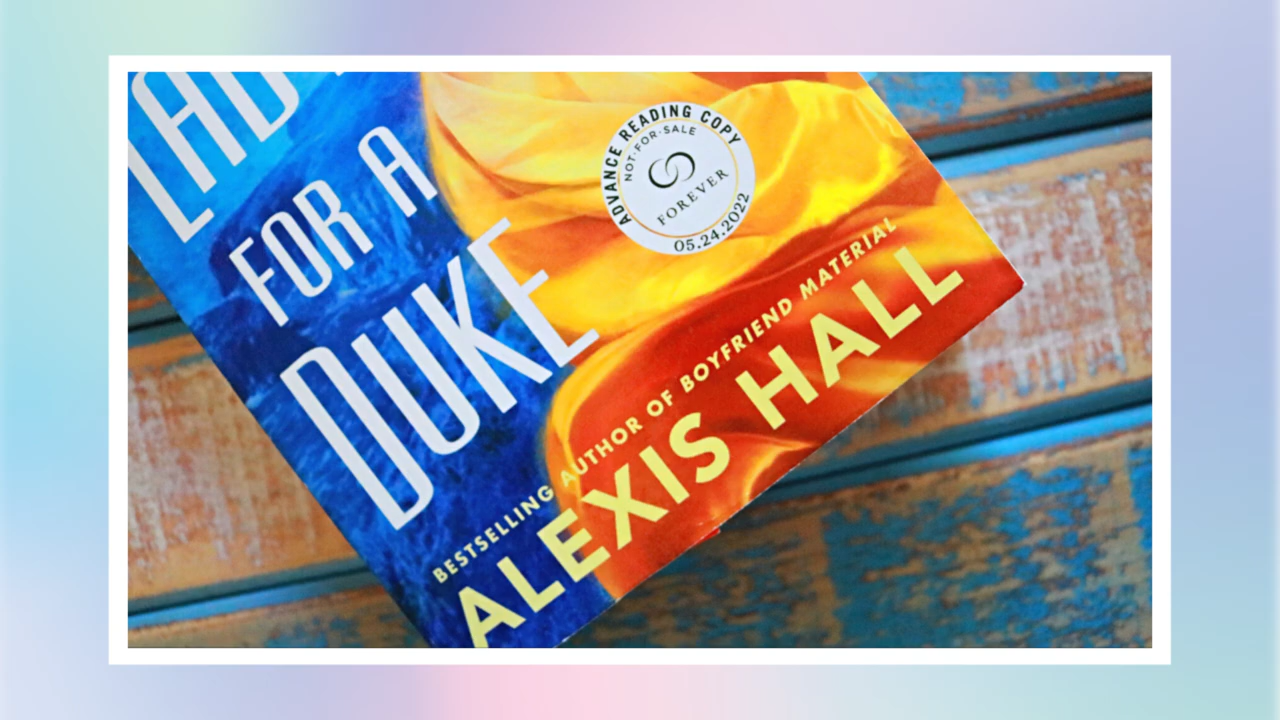 LADY
FOR A
DUKE
ADVANCE READING COPY
NOT·FOR·SALE
FOREVER
05.24.2022
BESTSELLING AUTHOR OF BOYFRIEND MATERIAL
ALEXIS HALL